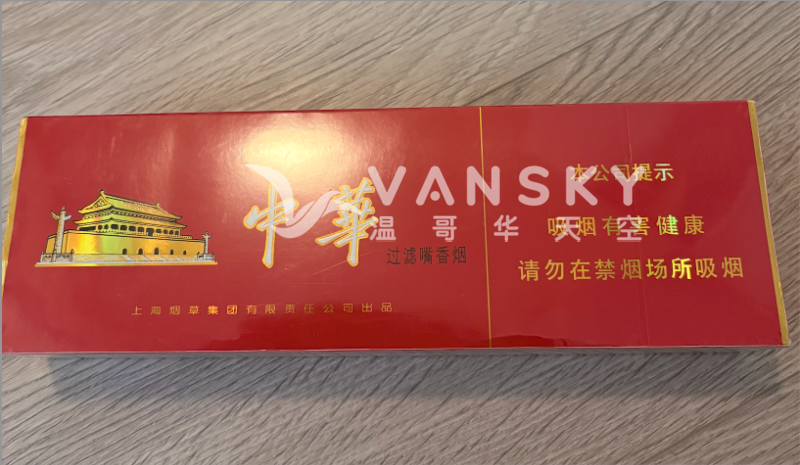 中華
过滤嘴香烟
上海烟草集团有限责任公司出品
本公司提示
吸烟有害健康
请勿在禁烟场所吸烟
VANSKY
温哥华天空